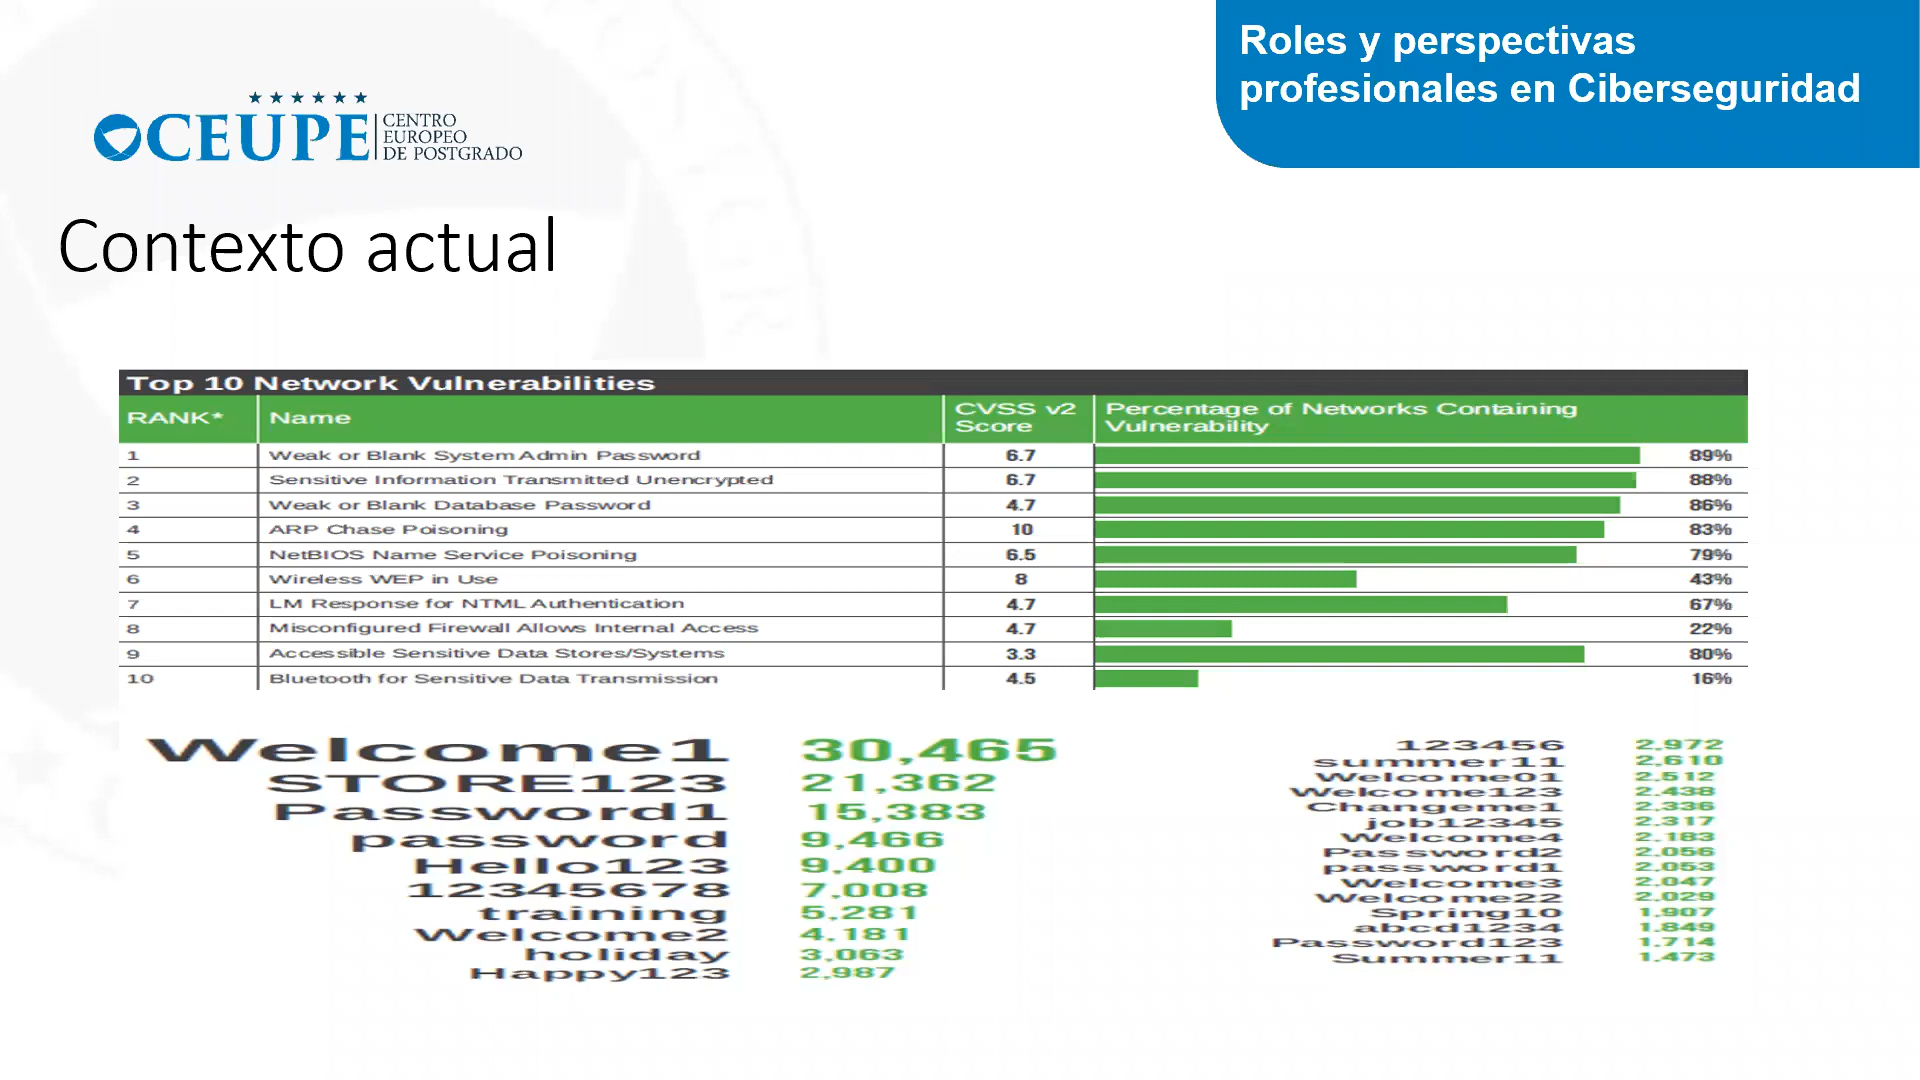 Roles y perspectivas
profesionales en Ciberseguridad
★★★★★★
CEUPE
CENTRO
EUROPEO
DE POSTGRADO
Contexto actual
Top 10 Network Vulnerabilities
RANK* Name CVSS v2 Score Percentage of Networks Containing Vulnerability
1 Weak or Blank System Admin Password 6.7 89%
2 Sensitive Information Transmitted Unencrypted 6.7 88%
3 Weak or Blank Database Password 4.7 86%
4 ARP Chase Poisoning 10 83%
5 NetBIOS Name Service Poisoning 6.5 79%
6 Wireless WEP in Use 8 43%
7 LM Response for NTML Authentication 4.7 67%
8 Misconfigured Firewall Allows Internal Access 4.7 22%
9 Accessible Sensitive Data Stores/Systems 3.3 80%
10 Bluetooth for Sensitive Data Transmission 4.5 16%
Welcome1 30,465
STORE123 21,362
Password1 15,383
password 9,466
Hello123 9,400
12345678 7,008
training 5,281
Welcome2 4,181
holiday 3,063
Happy123 2,987
123456 2,972
summer11 2,610
Welcome01 2,512
Welcome123 2,438
Changeme1 2,336
job12345 2,317
Welcome4 2,183
Password2 2,056
password1 2,053
Welcome3 2,047
Welcome22 2,029
Spring10 1,907
abcd1234 1,849
Password123 1,714
Summer11 1,473